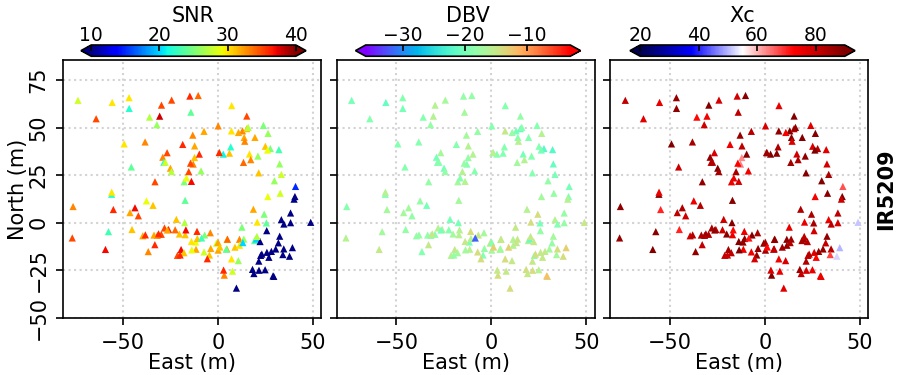 SNR DBV Xc
10 20 30 40 −30 −20 −10 20 40 60 80
75
50
25
0
−25
−50
North (m)
−50 0 50 −50 0 50 −50 0 50
East (m) East (m) East (m)
IR5209